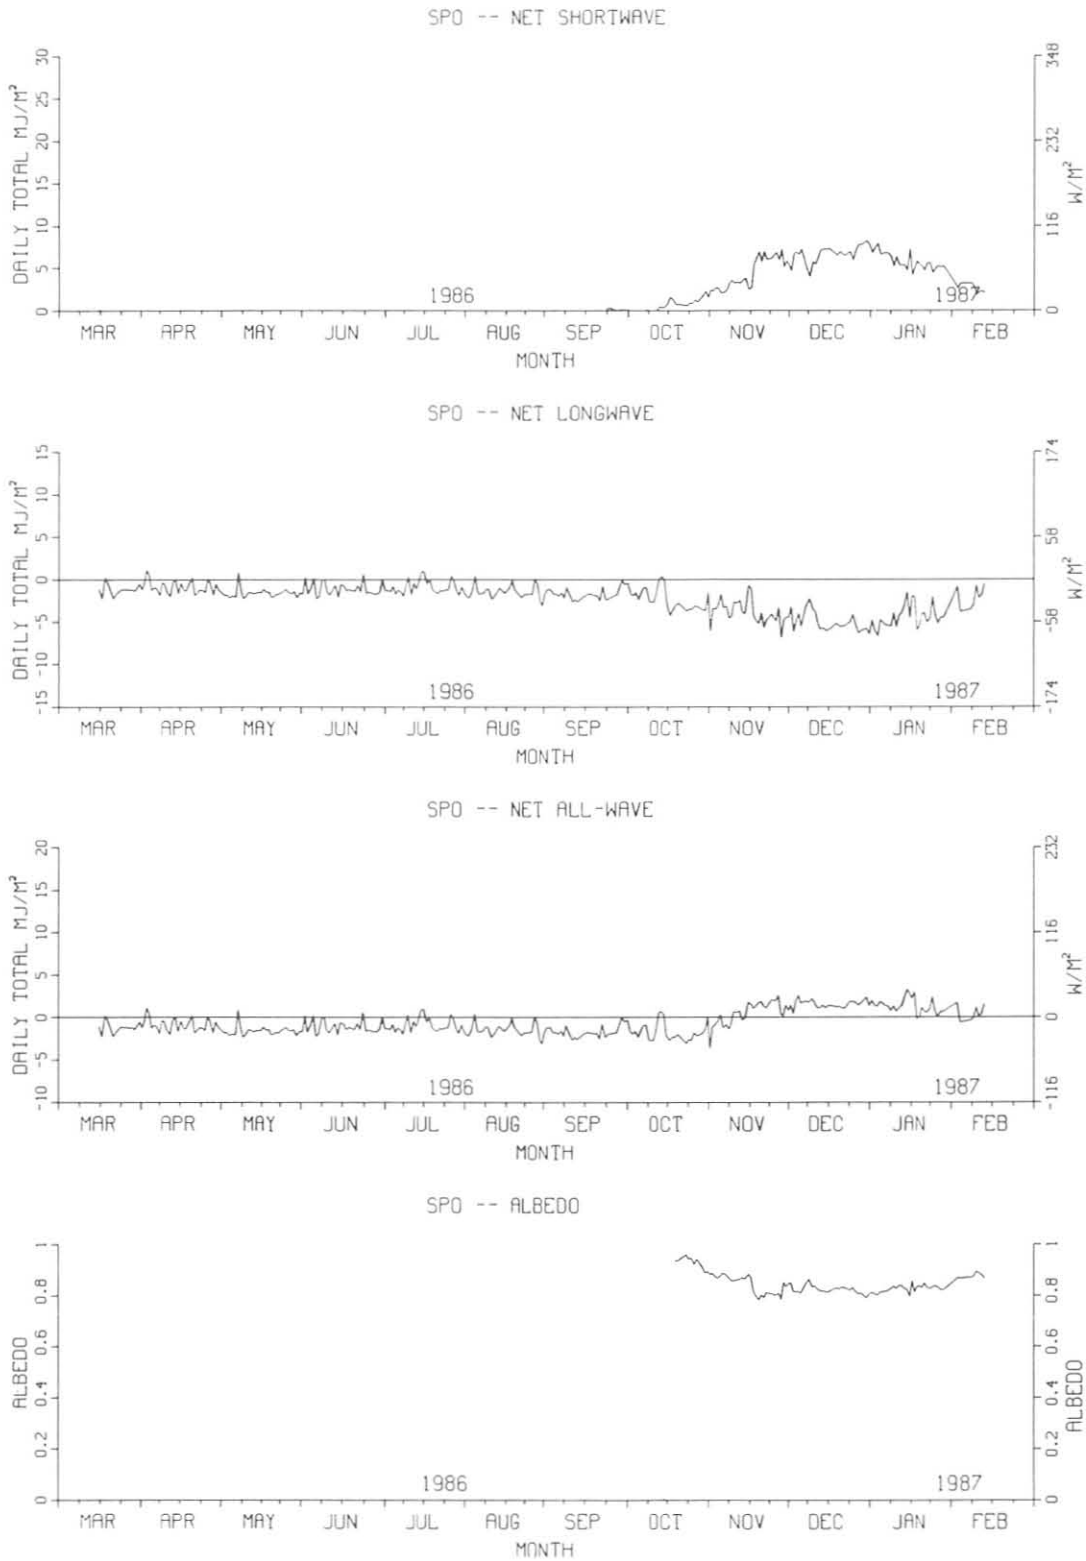 SPO -- NET SHORTWAVE
DAILY TOTAL MJ/M²
30
25
20
15
10
5
0
348
232
116
0
W/M²
1986
1987
MAR APR MAY JUN JUL AUG SEP OCT NOV DEC JAN FEB
MONTH
SPO -- NET LONGWAVE
DAILY TOTAL MJ/M²
15
10
5
0
-5
-10
-15
174
58
-58
-174
W/M²
1986
1987
MAR APR MAY JUN JUL AUG SEP OCT NOV DEC JAN FEB
MONTH
SPO -- NET ALL-WAVE
DAILY TOTAL MJ/M²
20
15
10
5
0
-5
-10
232
116
0
-116
W/M²
1986
1987
MAR APR MAY JUN JUL AUG SEP OCT NOV DEC JAN FEB
MONTH
SPO -- ALBEDO
ALBEDO
1
0.8
0.6
0.4
0.2
0
1
0.8
0.6
0.4
0.2
0
ALBEDO
1986
1987
MAR APR MAY JUN JUL AUG SEP OCT NOV DEC JAN FEB
MONTH